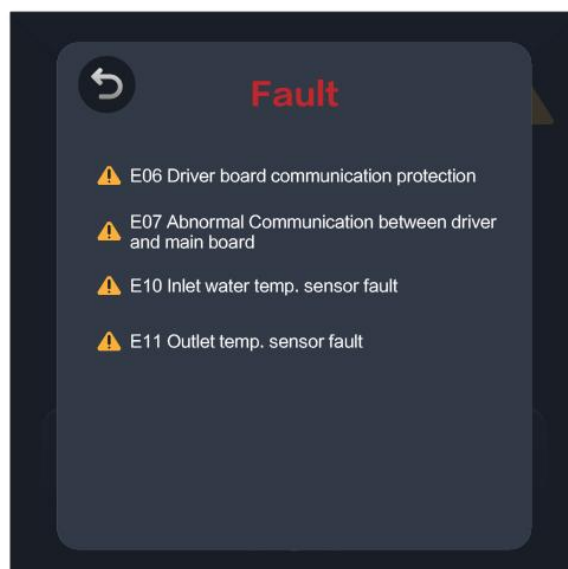 Fault
E06 Driver board communication protection
E07 Abnormal Communication between driver
and main board
E10 Inlet water temp. sensor fault
E11 Outlet temp. sensor fault